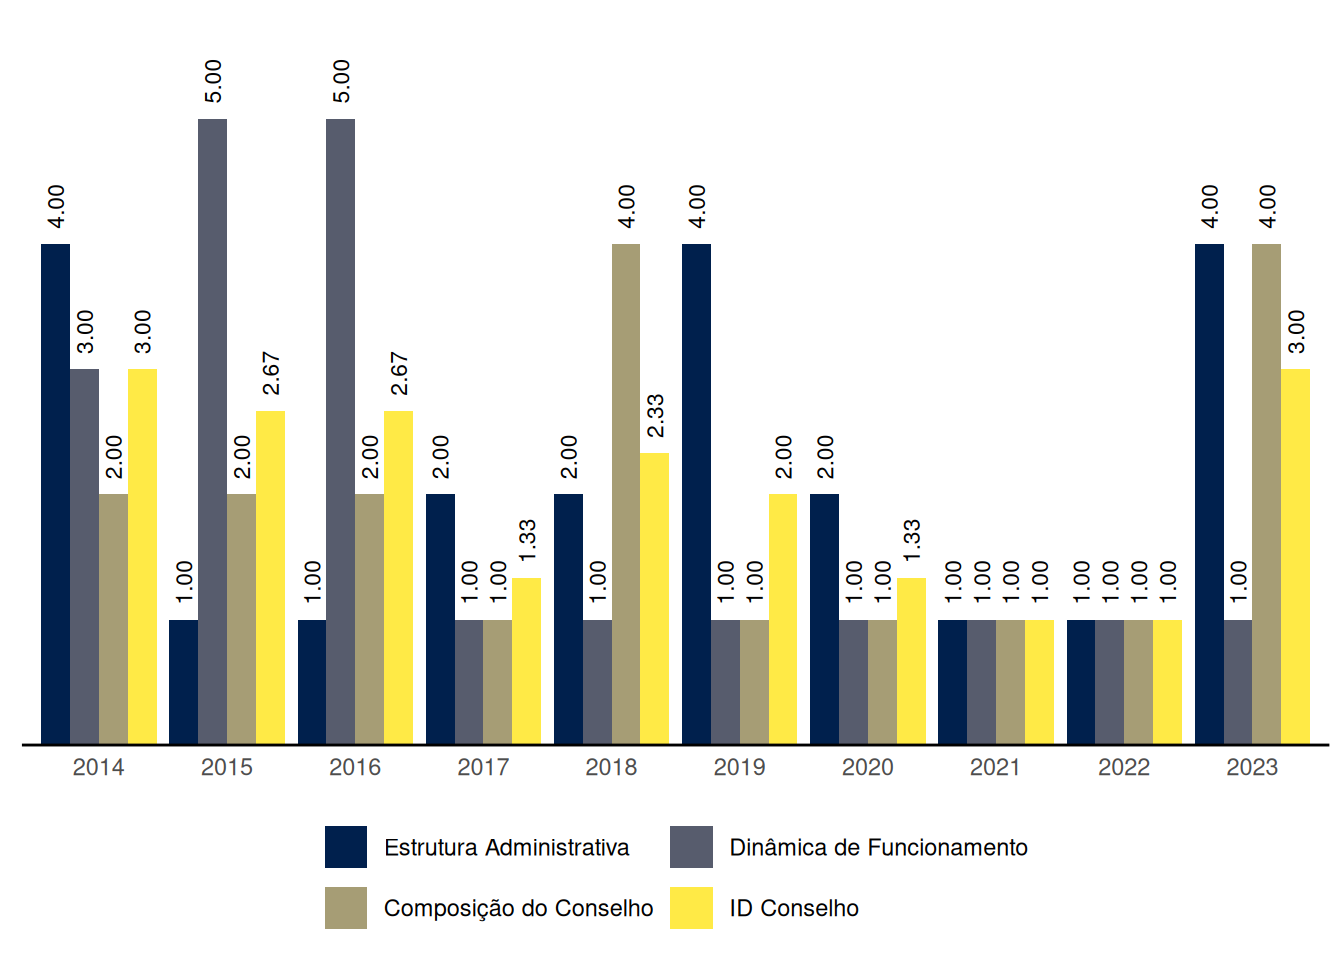 4.00 3.00 2.00 3.00 1.00 5.00 2.00 2.67 1.00 5.00 2.00 2.67 2.00 1.00 1.00 1.33 2.00 1.00 4.00 2.33 4.00 1.00 1.00 2.00 2.00 1.00 1.00 1.33 1.00 1.00 1.00 1.00 1.00 1.00 1.00 1.00 4.00 1.00 4.00 3.00
2014 2015 2016 2017 2018 2019 2020 2021 2022 2023
Estrutura Administrativa Dinâmica de Funcionamento
Composição do Conselho ID Conselho